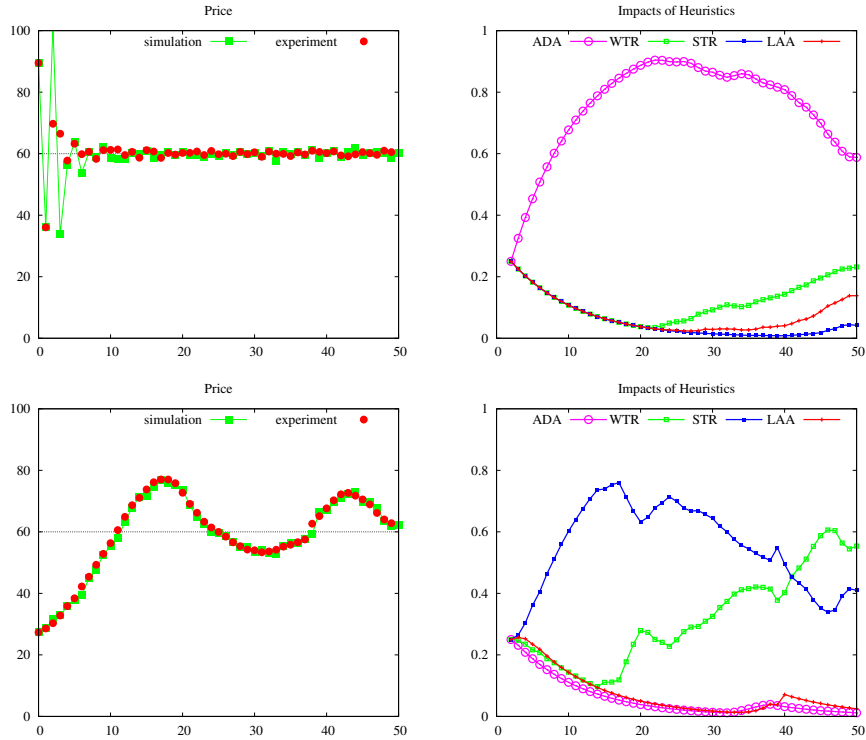 Price
simulation experiment
100
80
60
40
20
0
0 10 20 30 40 50
Impacts of Heuristics
ADA WTR STR LAA
1
0.8
0.6
0.4
0.2
0
0 10 20 30 40 50
Price
simulation experiment
100
80
60
40
20
0
0 10 20 30 40 50
Impacts of Heuristics
ADA WTR STR LAA
1
0.8
0.6
0.4
0.2
0
0 10 20 30 40 50